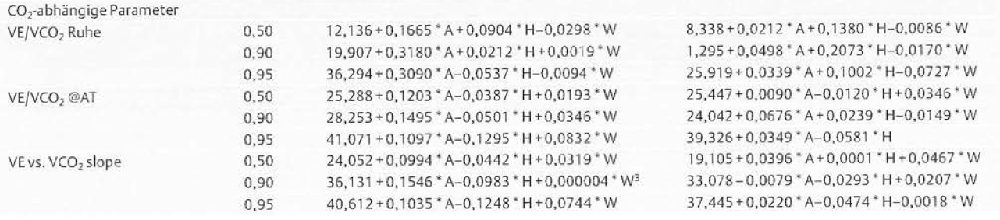 CO₂-abhängige Parameter
VE/VCO₂ Ruhe 0,50 12,136+0,1665 * A+0,0904 * H–0,0298 * W 8,338+0,0212 * A+0,1380 * H–0,0086 * W
0,90 19,907+0,3180 * A+0,0212 * H+0,0019 * W 1,295+0,0498 * A+0,2073 * H–0,0170 * W
0,95 36,294+0,3090 * A–0,0537 * H–0,0094 * W 25,919+0,0339 * A+0,1002 * H–0,0727 * W
VE/VCO₂ @AT 0,50 25,288+0,1203 * A–0,0387 * H+0,0193 * W 25,447+0,0090 * A–0,0120 * H+0,0346 * W
0,90 28,253+0,1495 * A–0,0501 * H+0,0346 * W 24,042+0,0676 * A+0,0239 * H–0,0149 * W
0,95 41,071+0,1097 * A–0,1295 * H+0,0832 * W 39,326+0,0349 * A–0,0581 * H
VE vs. VCO₂ slope 0,50 24,052+0,0994 * A–0,0442 * H+0,0319 * W 19,105+0,0396 * A+0,0001 * H+0,0467 * W
0,90 36,131+0,1546 * A–0,0983 * H+0,000004 * W³ 33,078–0,0079 * A–0,0293 * H+0,0207 * W
0,95 40,612+0,1035 * A–0,1248 * H+0,0744 * W 37,445+0,0220 * A–0,0474 * H–0,0018 * W